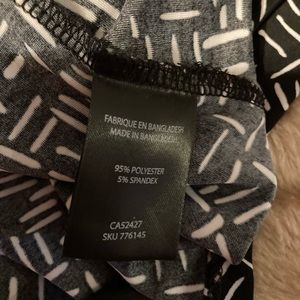 FABRIQUE EN BANGLADESH
MADE IN BANGLADESH
95% POLYESTER
5% SPANDEX
CA52427
SKU 776145